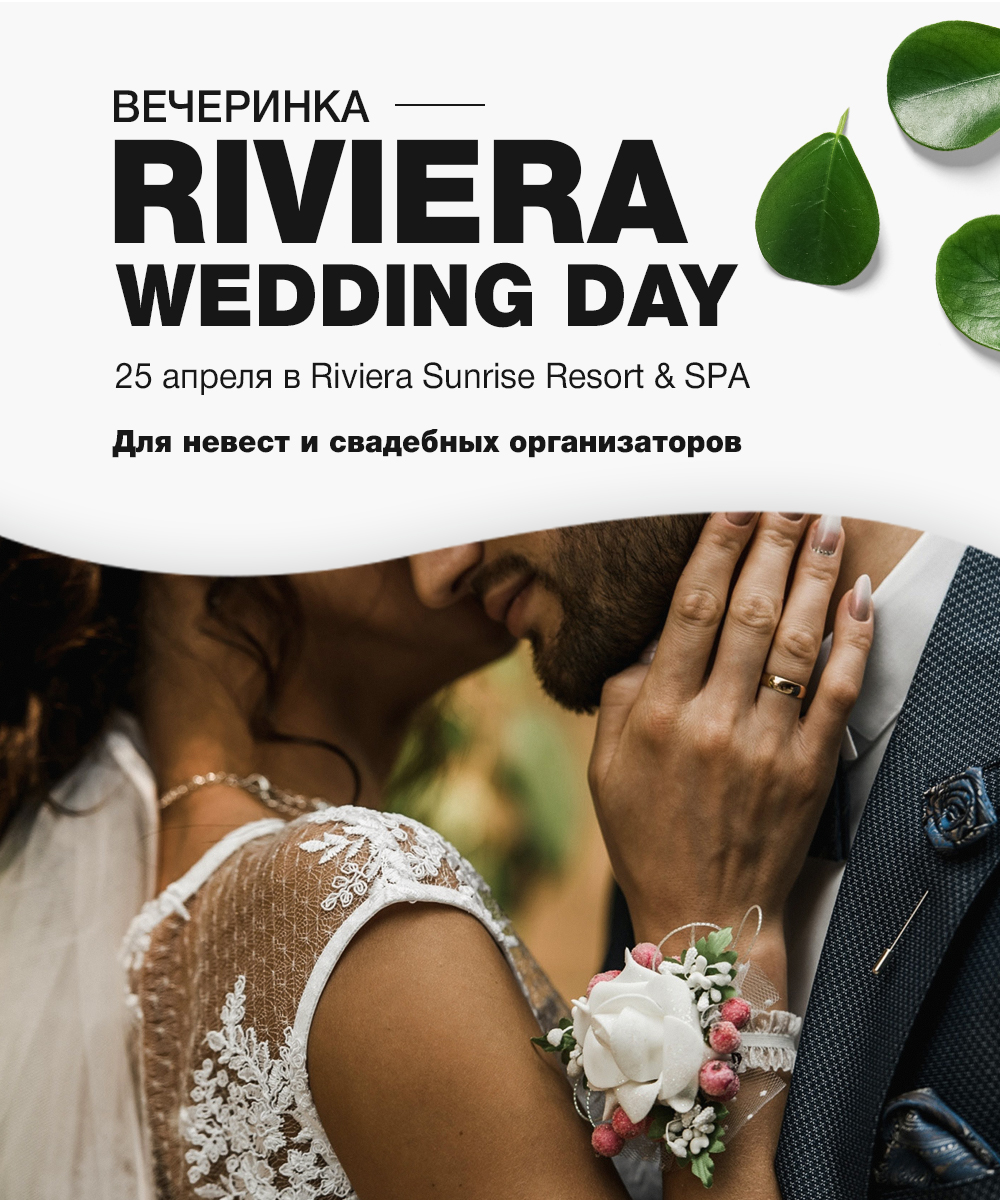 ВЕЧЕРИНКА
RIVIERA
WEDDING DAY
25 апреля в Riviera Sunrise Resort & SPA
Для невест и свадебных организаторов